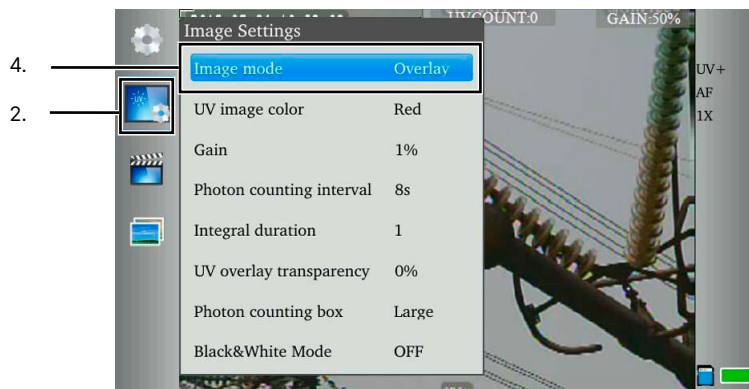 UVCOUNT:0
GAIN:50%
Image Settings
4.
Image mode Overlay
UV+
-UV-
AF
2.
UV image color Red
1X
Gain 1%
Photon counting interval 8s
Integral duration 1
UV overlay transparency 0%
Photon counting box Large
Black&White Mode OFF